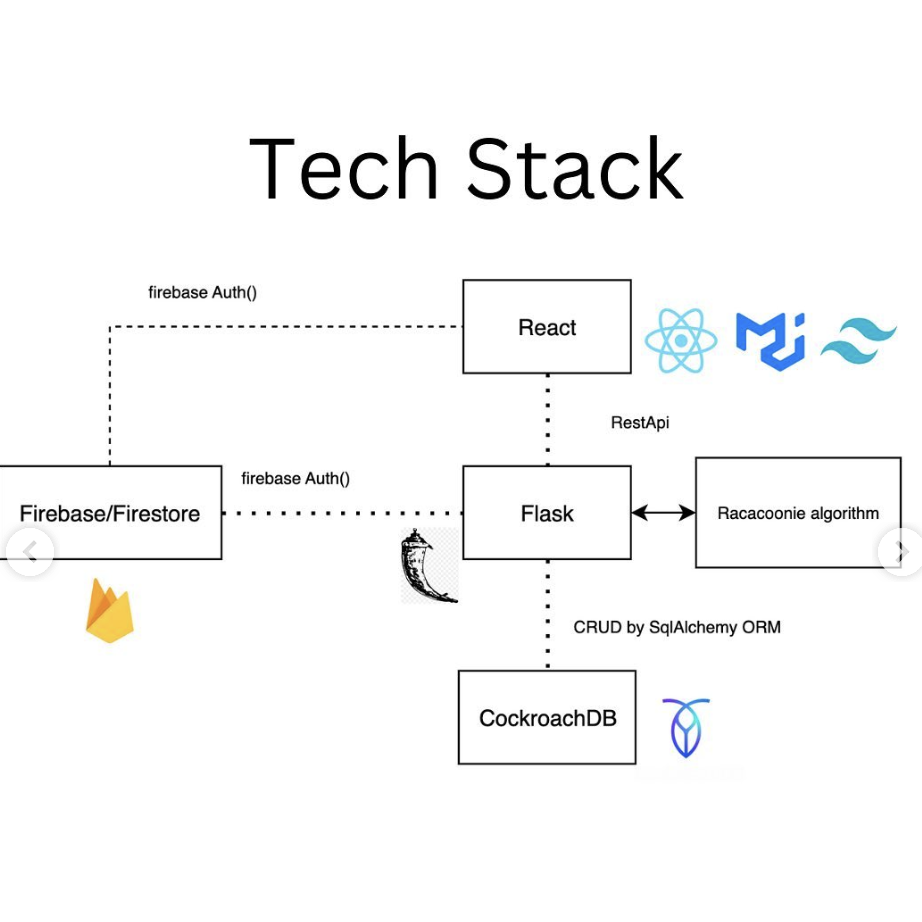 Tech Stack
firebase Auth()
React
RestApi
firebase Auth()
Firebase/Firestore
Flask
Racacoonie algorithm
CRUD by SqlAlchemy ORM
CockroachDB